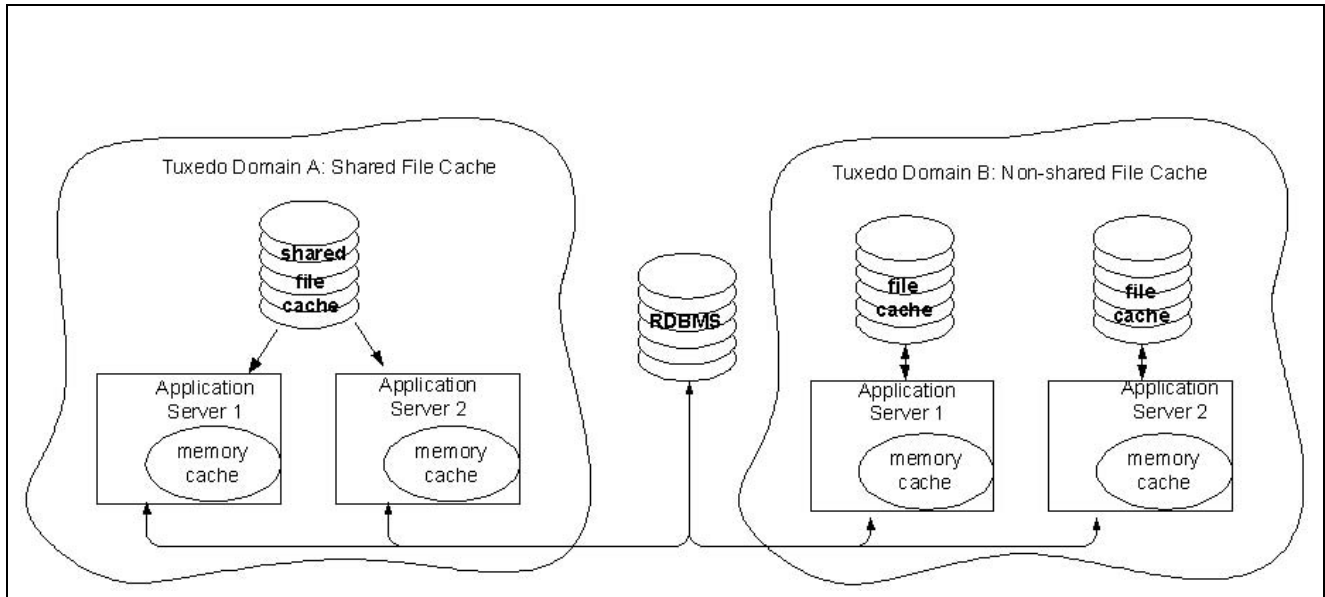 Tuxedo Domain A: Shared File Cache
shared
file
cache
Application
Server 1
memory
cache
Application
Server 2
memory
cache
RDBMS
Tuxedo Domain B: Non-shared File Cache
file
cache
file
cache
Application
Server 1
memory
cache
Application
Server 2
memory
cache